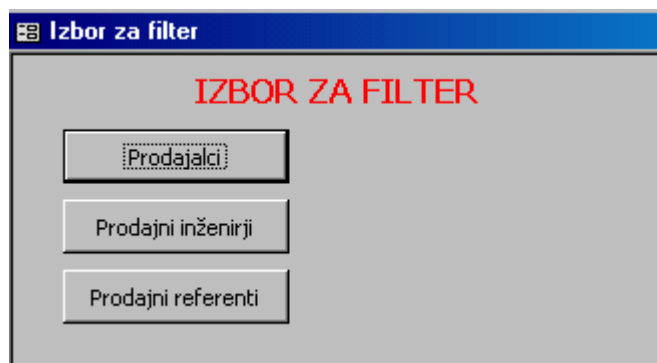 Izbor za filter
IZBOR ZA FILTER
Prodajalci
Prodajni inženirji
Prodajni referenti